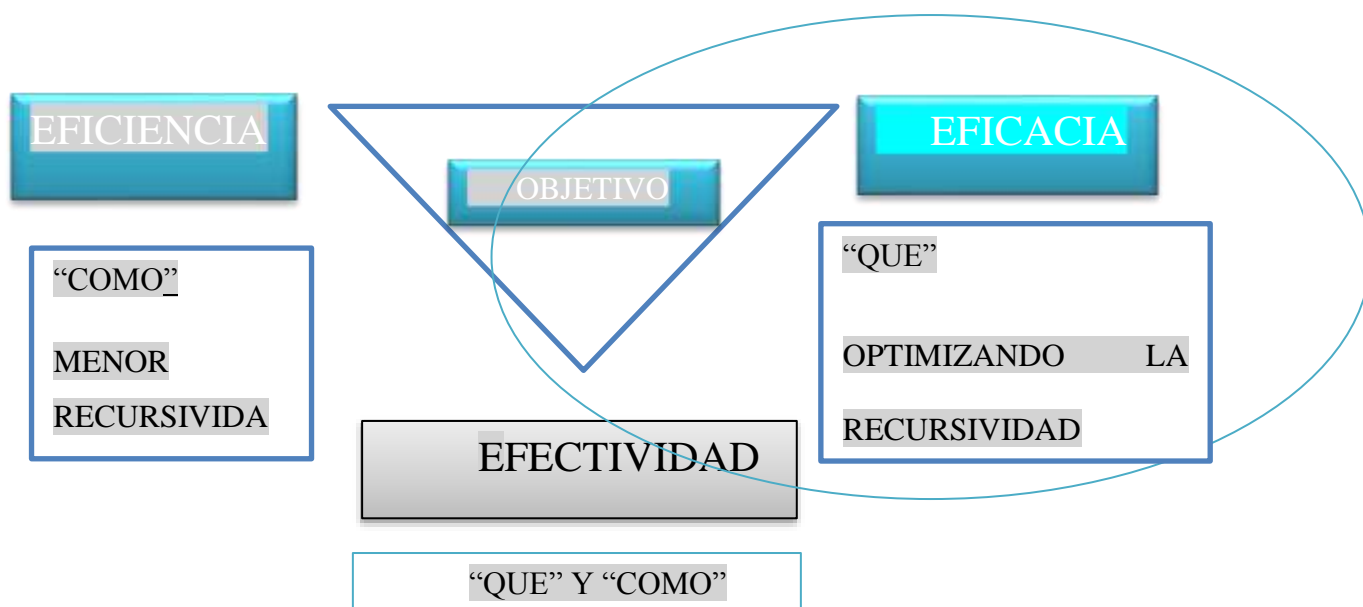 EFICIENCIA
“COMO”
MENOR
RECURSIVIDA
OBJETIVO
EFICACIA
“QUE”
OPTIMIZANDO LA
RECURSIVIDAD
EFECTIVIDAD
“QUE” Y “COMO”